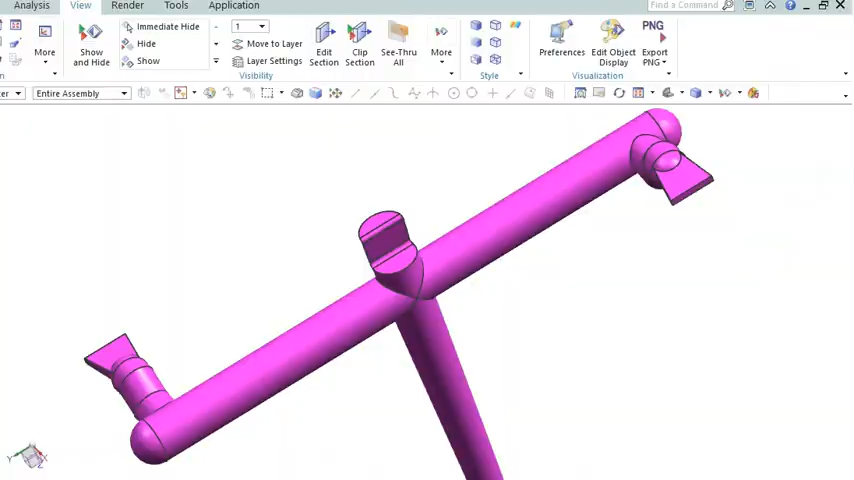 Analysis View Render Tools Application Find a Command
Immediate Hide 1 PNG
Hide Move to Layer
More Show and Hide Show Layer Settings Edit Section Clip Section See-Thru All More Preferences Edit Object Display Export PNG
Visibility Style Visualization
Entire Assembly
Y X Z